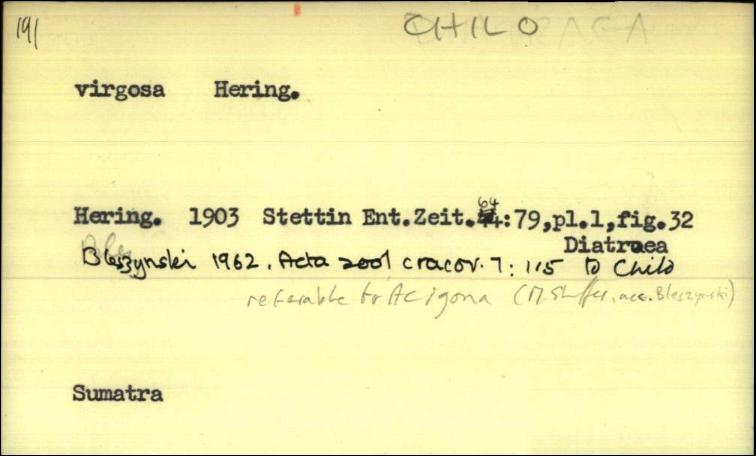 191 CHILO
virgosa Hering.
Hering. 1903 Stettin Ent.Zeit.64:79,pl.1,fig.32
Diatraea
Bleszynski 1962. Acta zool cracov. 7: 115 to Chilo
referable to Acigona (M. Shaffer, acc. Bleszynski)
Sumatra